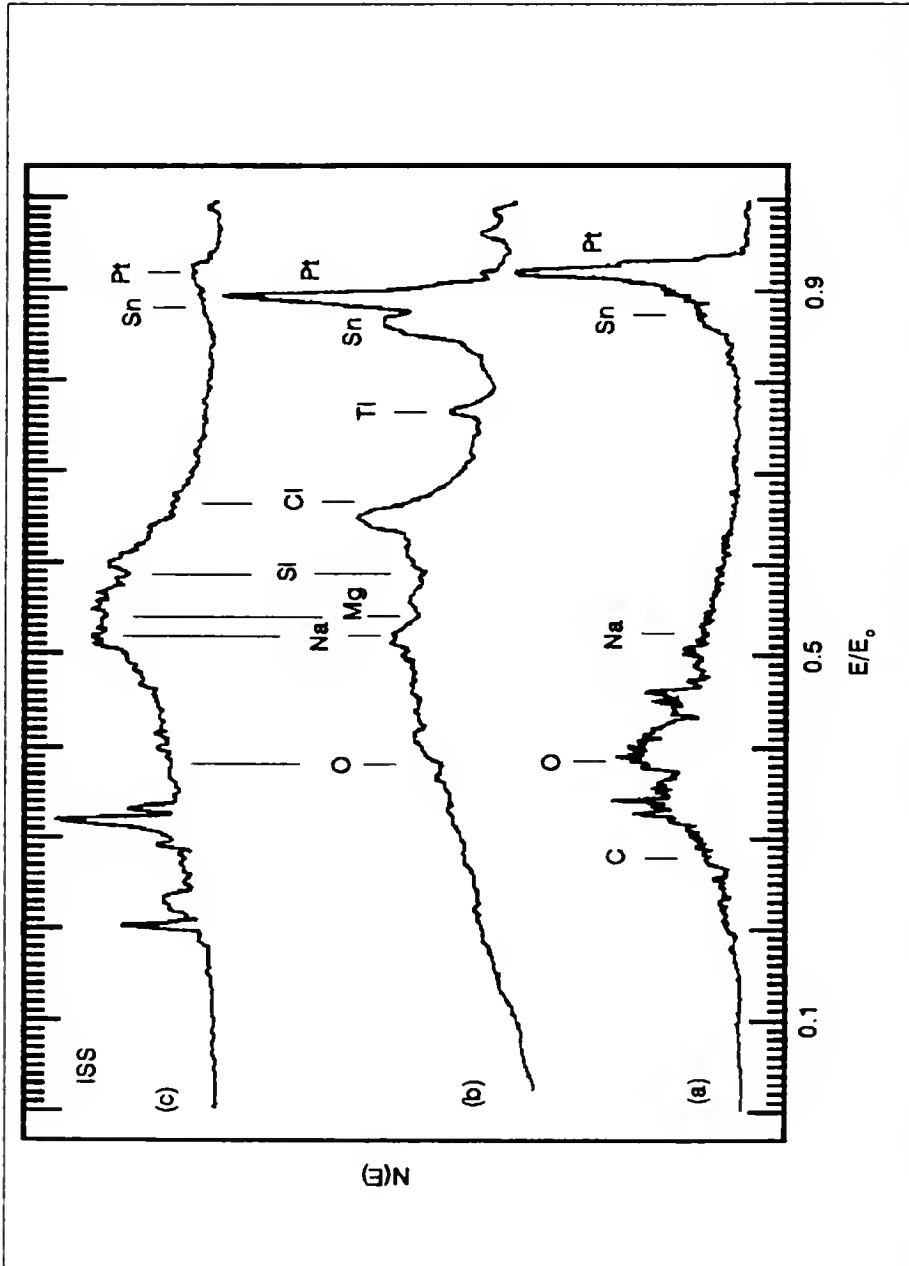 ISS
(c)
Sn
Pt
(b)
O
Na
Mg
Si
Cl
Ti
Sn
Pt
(a)
C
O
Na
Sn
Pt
0.1
0.5
0.9
E/E₀
N(E)